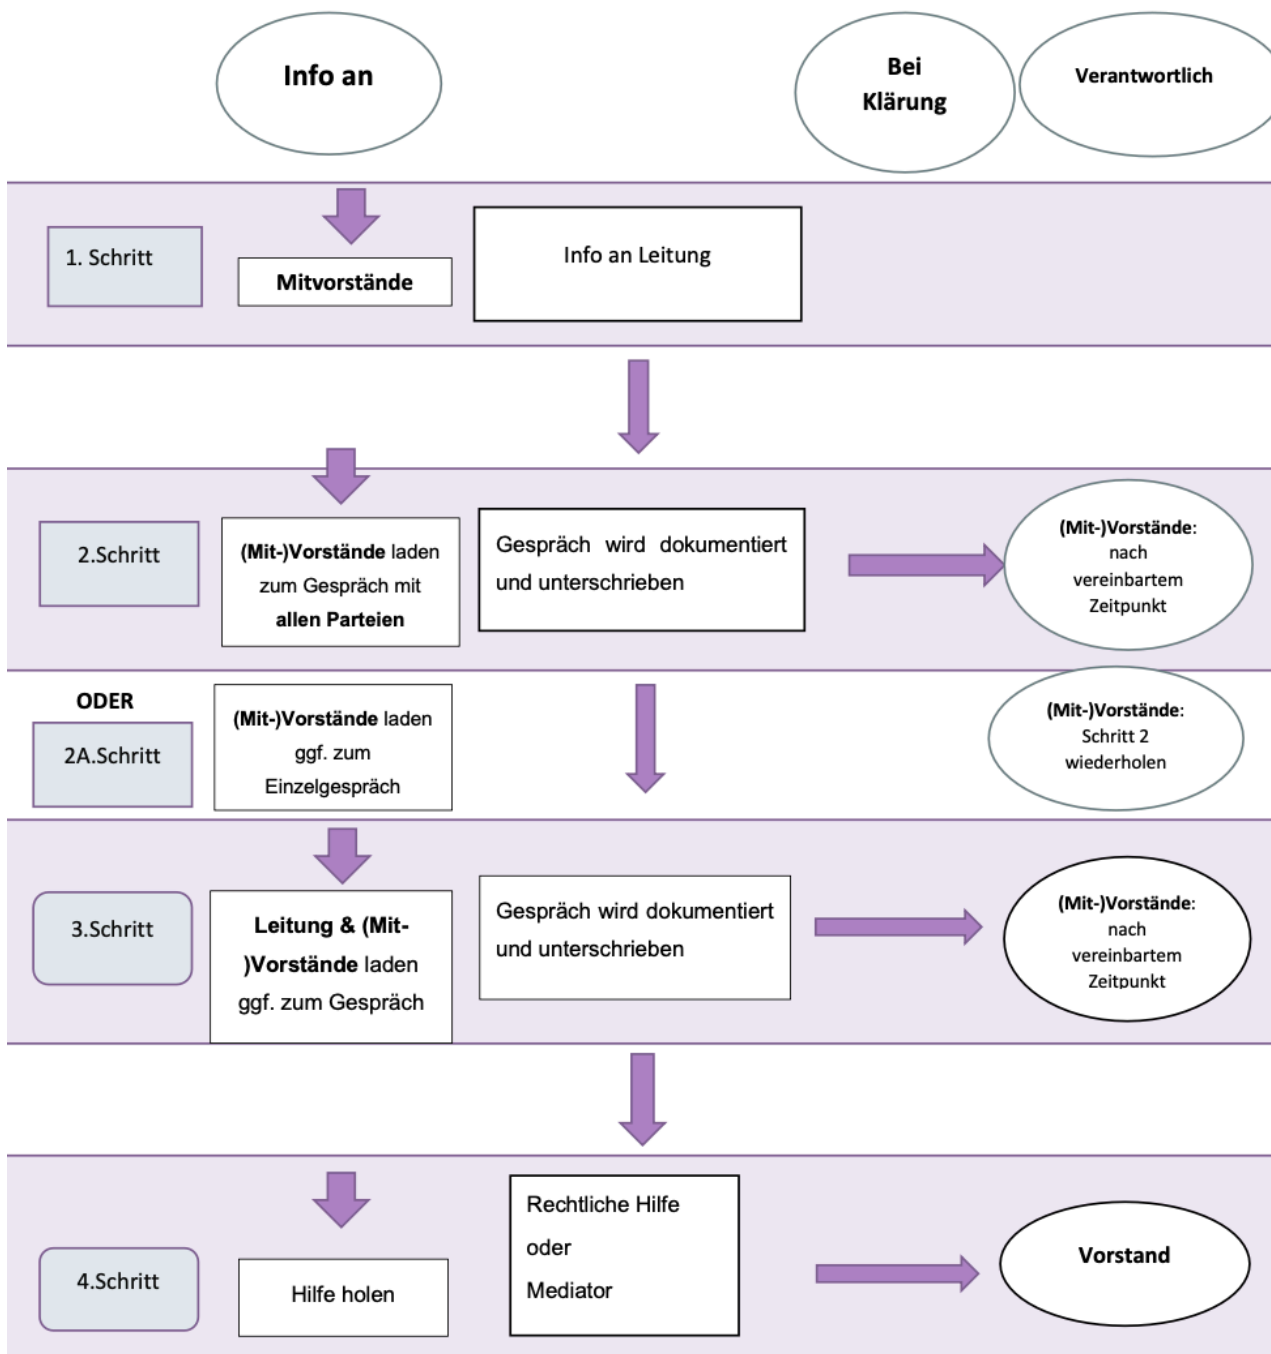 Info an
Bei
Klärung
Verantwortlich
1. Schritt
Mitvorstände
Info an Leitung
2.Schritt
(Mit-)Vorstände laden
zum Gespräch mit
allen Parteien
Gespräch wird dokumentiert
und unterschrieben
(Mit-)Vorstände:
nach
vereinbartem
Zeitpunkt
ODER
2A.Schritt
(Mit-)Vorstände laden
ggf. zum
Einzelgespräch
(Mit-)Vorstände:
Schritt 2
wiederholen
3.Schritt
Leitung & (Mit-
)Vorstände laden
ggf. zum Gespräch
Gespräch wird dokumentiert
und unterschrieben
(Mit-)Vorstände:
nach
vereinbartem
Zeitpunkt
4.Schritt
Hilfe holen
Rechtliche Hilfe
oder
Mediator
Vorstand